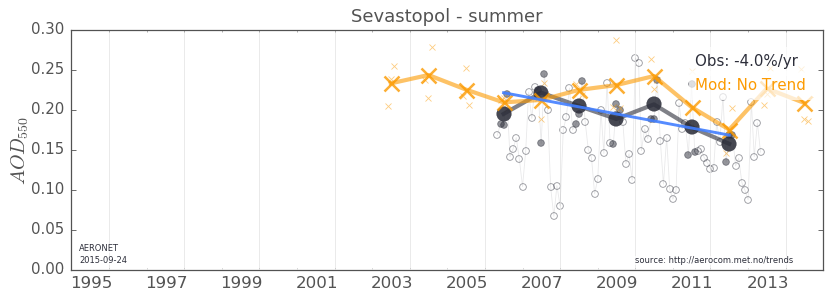 Sevastopol - summer
0.30
0.25
0.20
0.15
0.10
0.05
0.00
AOD550
Obs: -4.0%/yr
Mod: No Trend
AERONET
2015-09-24
source: http://aerocom.met.no/trends
1995 1997 1999 2001 2003 2005 2007 2009 2011 2013